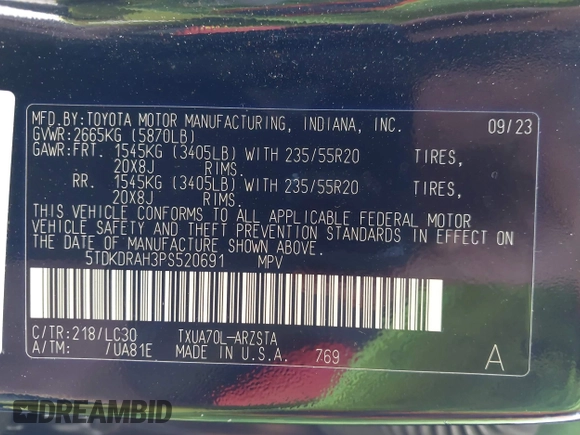 MFD.BY:TOYOTA MOTOR MANUFACTURING, INDIANA, INC. 09/23
GVWR:2665KG (5870LB)
GAWR:FRT. 1545KG (3405LB) WITH 235/55R20 TIRES,
20X8J RIMS.
RR. 1545KG (3405LB) WITH 235/55R20 TIRES,
20X8J RIMS.
THIS VEHICLE CONFORMS TO ALL APPLICABLE FEDERAL MOTOR
VEHICLE SAFETY AND THEFT PREVENTION STANDARDS IN EFFECT ON
THE DATE OF MANUFACTURE SHOWN ABOVE.
5TDKDRAH3PS520691 MPV
C/TR:218/LC30 TXUA70L-ARZSTA
A/TM: /UA81E MADE IN U.S.A. 769 A
DREAMBID